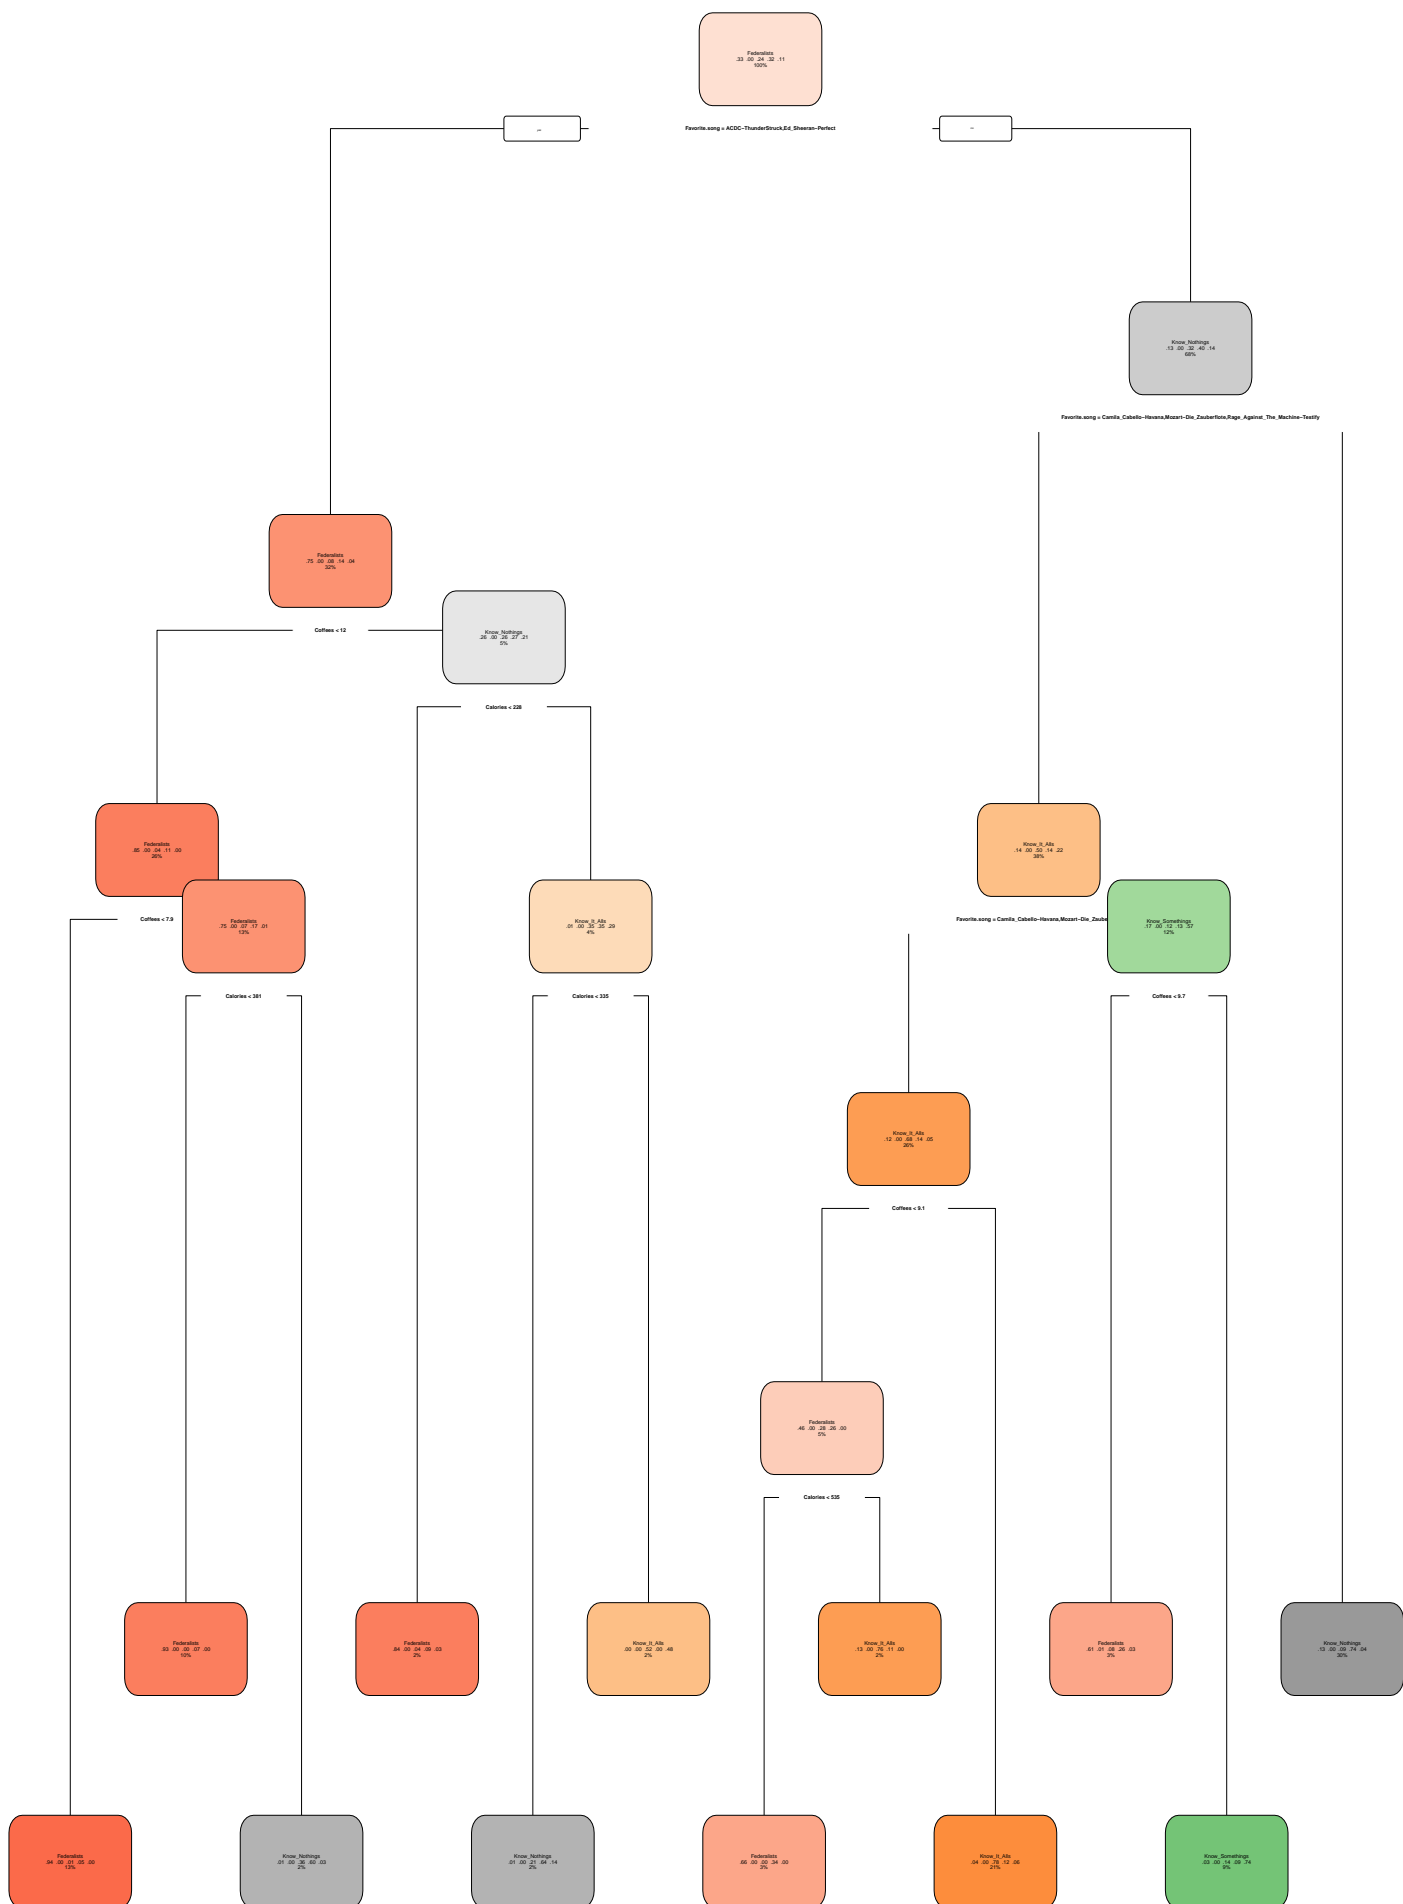 Federalists
.33 .00 .24 .32 .11
100%
Favorite.song = ACDC-ThunderStruck,Ed_Sheeran-Perfect
Know_Nothings
.13 .00 .32 .40 .14
68%
Favorite.song = Camila_Cabello-Havana,Mozart-Die_Zauberflote,Rage_Against_The_Machine-Testify
Federalists
.75 .00 .08 .14 .04
32%
Coffees < 12
Know_Nothings
.26 .00 .26 .27 .21
5%
Calories < 228
Federalists
.85 .00 .04 .11 .00
26%
Know_It_Alls
.14 .00 .50 .14 .22
38%
Coffees < 7.9
Federalists
.75 .00 .07 .17 .01
13%
Know_It_Alls
.01 .00 .35 .35 .29
4%
Favorite.song = Camila_Cabello-Havana,Mozart-Die_Zaube
Know_Somethings
.17 .00 .12 .13 .57
12%
Calories < 381
Calories < 335
Coffees < 9.7
Know_It_Alls
.12 .00 .68 .14 .05
26%
Coffees < 9.1
Federalists
.46 .00 .28 .26 .00
5%
Calories < 535
Federalists
.93 .00 .00 .07 .00
10%
Federalists
.84 .00 .04 .09 .03
2%
Know_It_Alls
.00 .00 .52 .00 .48
2%
Know_It_Alls
.13 .00 .76 .11 .00
2%
Federalists
.61 .01 .08 .26 .03
3%
Know_Nothings
.13 .00 .09 .74 .04
30%
Federalists
.94 .00 .01 .05 .00
13%
Know_Nothings
.01 .00 .36 .60 .03
2%
Know_Nothings
.01 .00 .21 .64 .14
2%
Federalists
.66 .00 .00 .34 .00
3%
Know_It_Alls
.04 .00 .78 .12 .06
21%
Know_Somethings
.03 .00 .14 .09 .74
9%